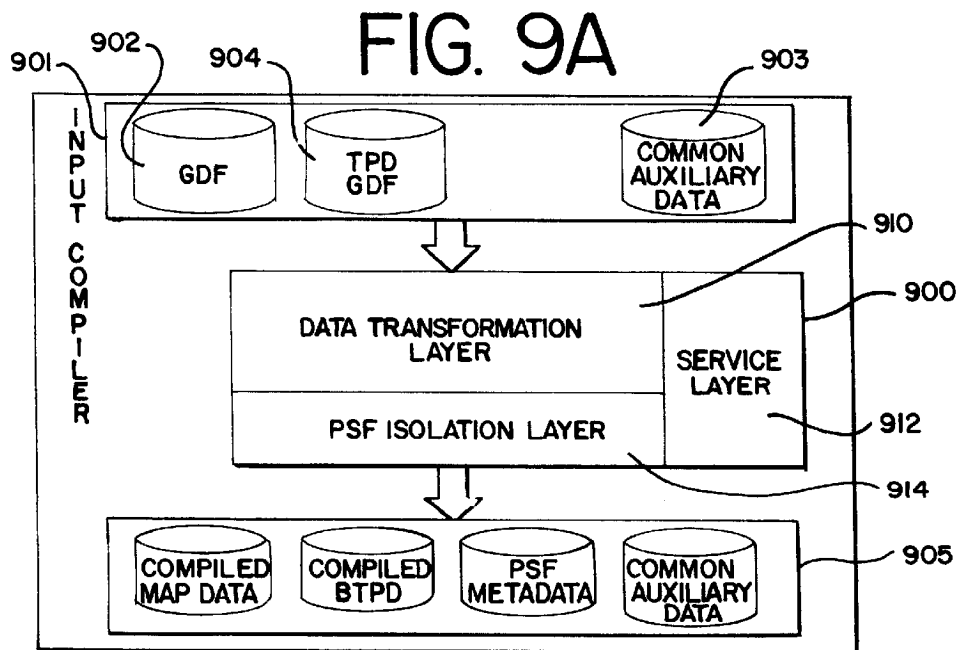 FIG. 9A
901
902
904
903
INPUT COMPILER
GDF
TPD
GDF
COMMON
AUXILIARY
DATA
910
900
DATA TRANSFORMATION
LAYER
SERVICE
LAYER
PSF ISOLATION LAYER
912
914
905
COMPILED
MAP DATA
COMPILED
BTPD
PSF
METADATA
COMMON
AUXILIARY
DATA